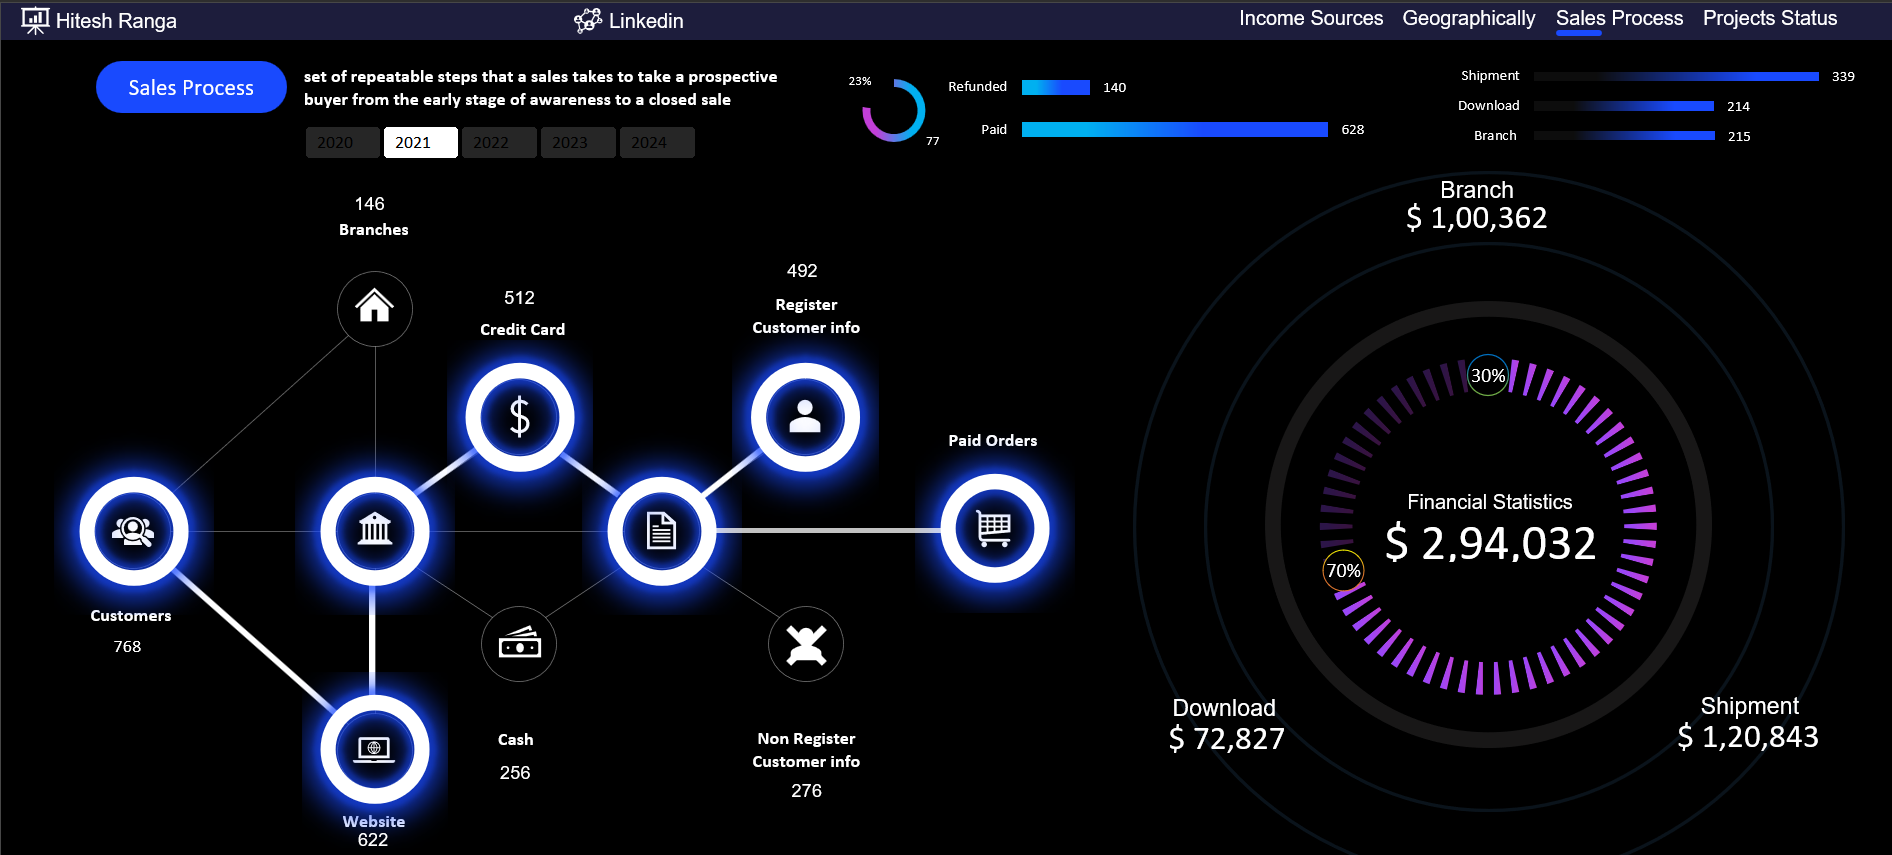 Hitesh Ranga
Linkedin
Income Sources
Geographically
Sales Process
Projects Status
Sales Process
set of repeatable steps that a sales takes to take a prospective
buyer from the early stage of awareness to a closed sale
2020
2021
2022
2023
2024
23%
77
Refunded 140
Paid 628
Shipment 339
Download 214
Branch 215
146
Branches
512
Credit Card
492
Register
Customer info
Paid Orders
Customers
768
Website
622
Cash
256
Non Register
Customer info
276
Branch
$ 1,00,362
30%
Financial Statistics
$ 2,94,032
70%
Download
$ 72,827
Shipment
$ 1,20,843